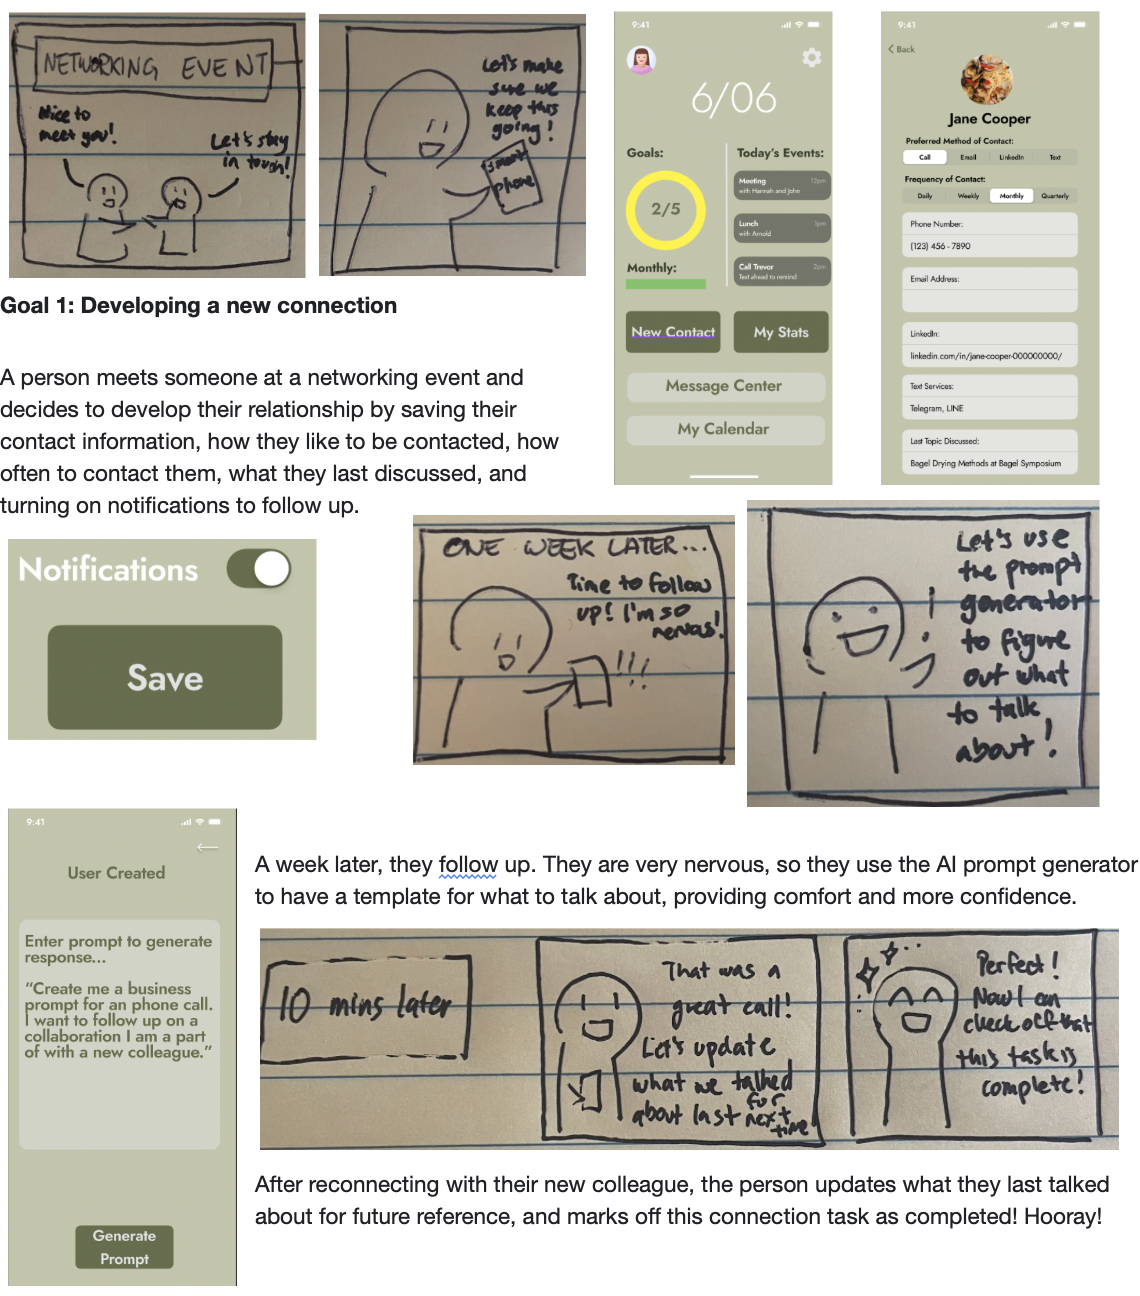 NETWORKING EVENT
Nice to
meet you!
Let's stay
in touch!
Let's make
sure we
keep this
going!
smart
phone
9:41
6/06
Goals:
2/5
Monthly:
Today's Events:
Meeting 12pm
with Hannah and John
Lunch 1pm
with Arnold
Call Trevor 2pm
Text ahead to remind
New Contact
My Stats
Message Center
My Calendar
9:41
Back
Jane Cooper
Preferred Method of Contact:
Call Email LinkedIn Text
Frequency of Contact:
Daily Weekly Monthly Quarterly
Phone Number:
(123) 456 - 7890
Email Address:
LinkedIn:
linkedin.com/in/jane-cooper-000000000/
Text Services:
Telegram, LINE
Last Topic Discussed:
Bagel Drying Methods at Bagel Symposium
Goal 1: Developing a new connection
A person meets someone at a networking event and
decides to develop their relationship by saving their
contact information, how they like to be contacted, how
often to contact them, what they last discussed, and
turning on notifications to follow up.
Notifications
Save
ONE WEEK LATER...
Time to follow
up! I'm so
nervas!
!!!
Let's use
the prompt
generator
to figure
out what
to talk
about!
9:41
User Created
Enter prompt to generate
response...
"Create me a business
prompt for an phone call.
I want to follow up on a
collaboration I am a part
of with a new colleague."
Generate
Prompt
A week later, they follow up. They are very nervous, so they use the AI prompt generator
to have a template for what to talk about, providing comfort and more confidence.
10 mins later
That was a
great call!
Let's update
what we talked
about last for
next
time!
Perfect!
Now I can
check off that
this task is
complete!
After reconnecting with their new colleague, the person updates what they last talked
about for future reference, and marks off this connection task as completed! Hooray!